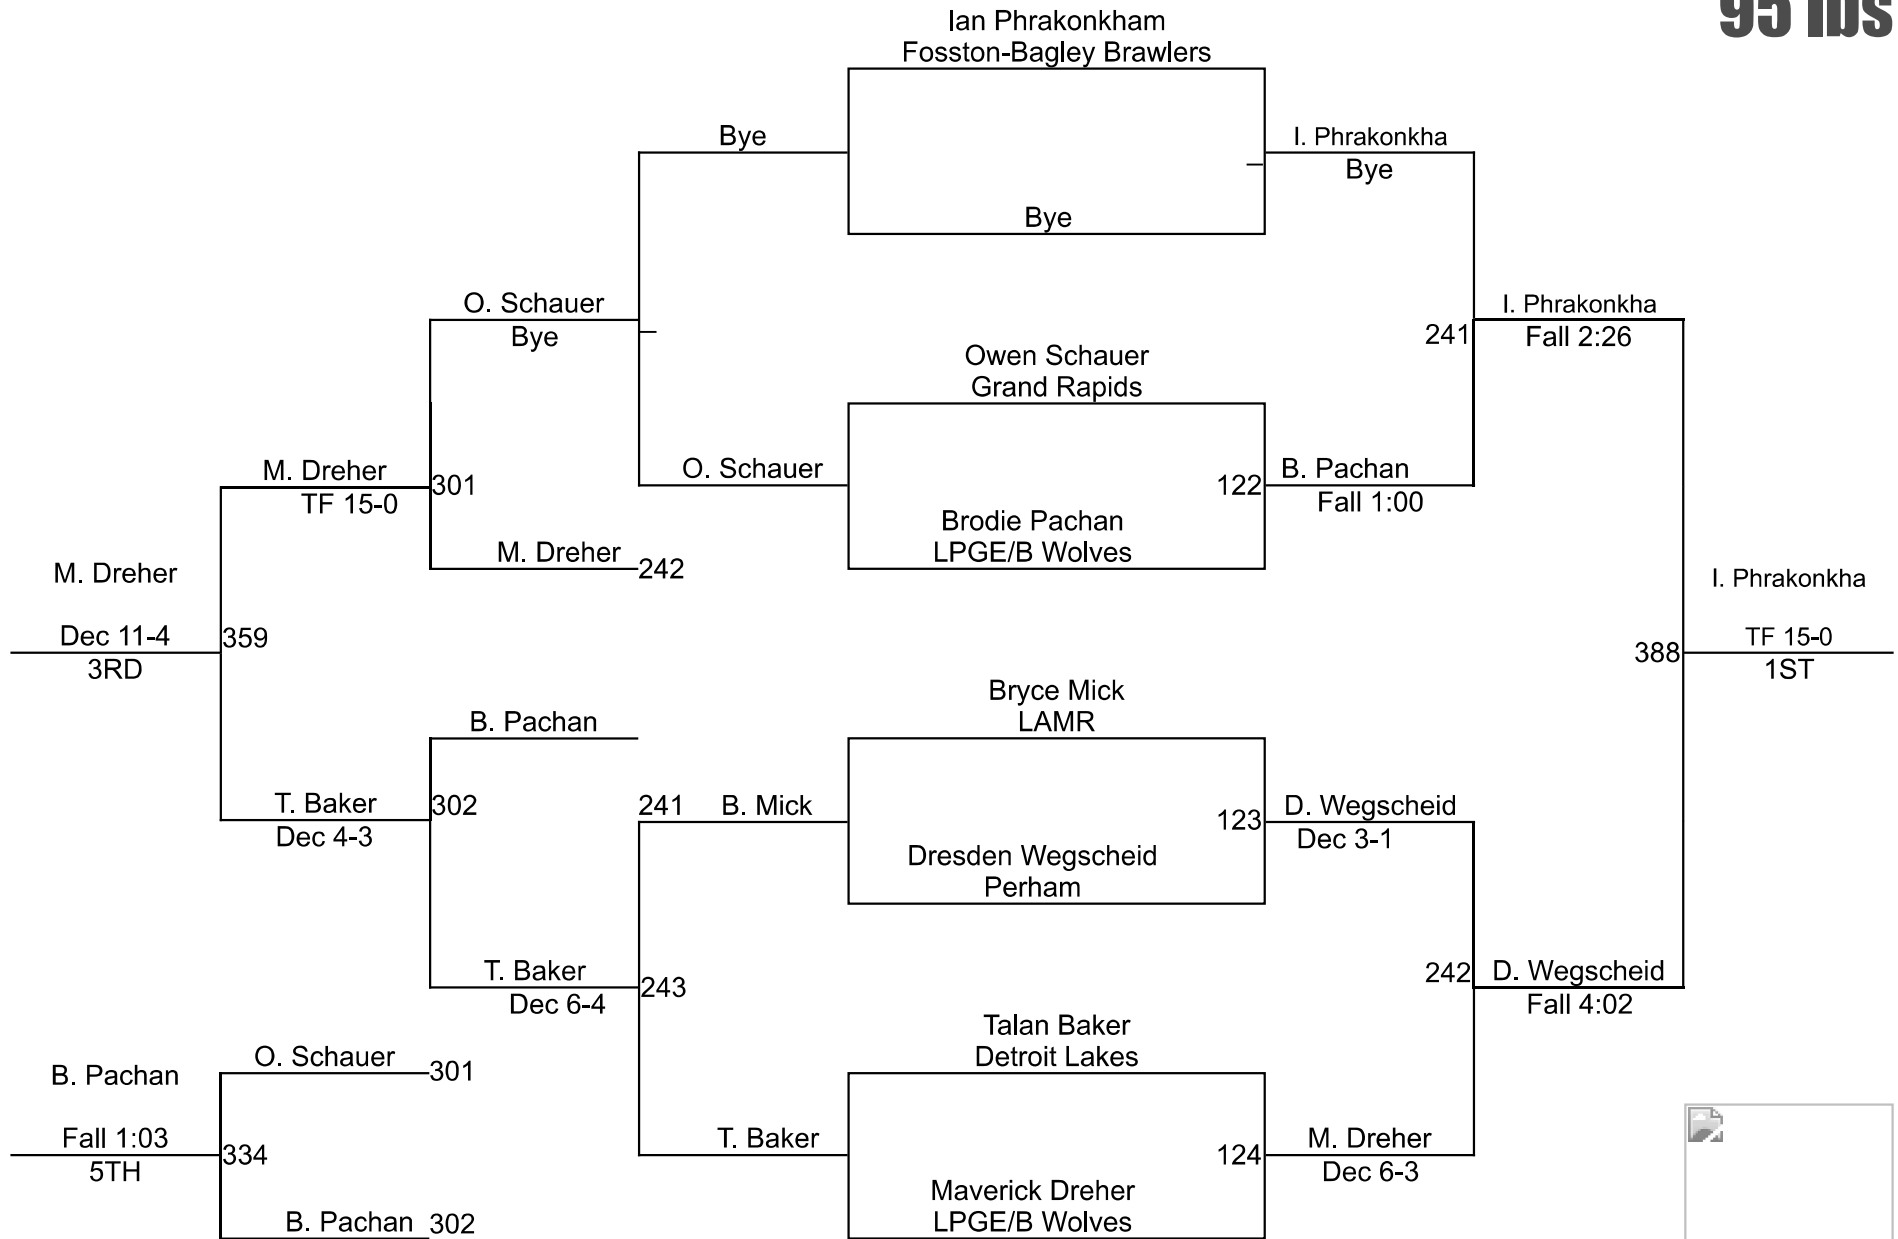 95 lbs
Ian Phrakonkham
Fosston-Bagley Brawlers
Bye
I. Phrakonkha
Bye
Bye
O. Schauer
Bye
I. Phrakonkha
241
Fall 2:26
Owen Schauer
Grand Rapids
M. Dreher
301
TF 15-0
O. Schauer
122
B. Pachan
Fall 1:00
Brodie Pachan
LPGE/B Wolves
M. Dreher
242
M. Dreher
I. Phrakonkha
Dec 11-4
359
3RD
388
TF 15-0
1ST
Bryce Mick
LAMR
B. Pachan
T. Baker
302
Dec 4-3
241
B. Mick
123
D. Wegscheid
Dec 3-1
Dresden Wegscheid
Perham
T. Baker
243
Dec 6-4
242
D. Wegscheid
Fall 4:02
Talan Baker
Detroit Lakes
O. Schauer
301
B. Pachan
Fall 1:03
334
5TH
T. Baker
124
M. Dreher
Dec 6-3
Maverick Dreher
LPGE/B Wolves
B. Pachan
302